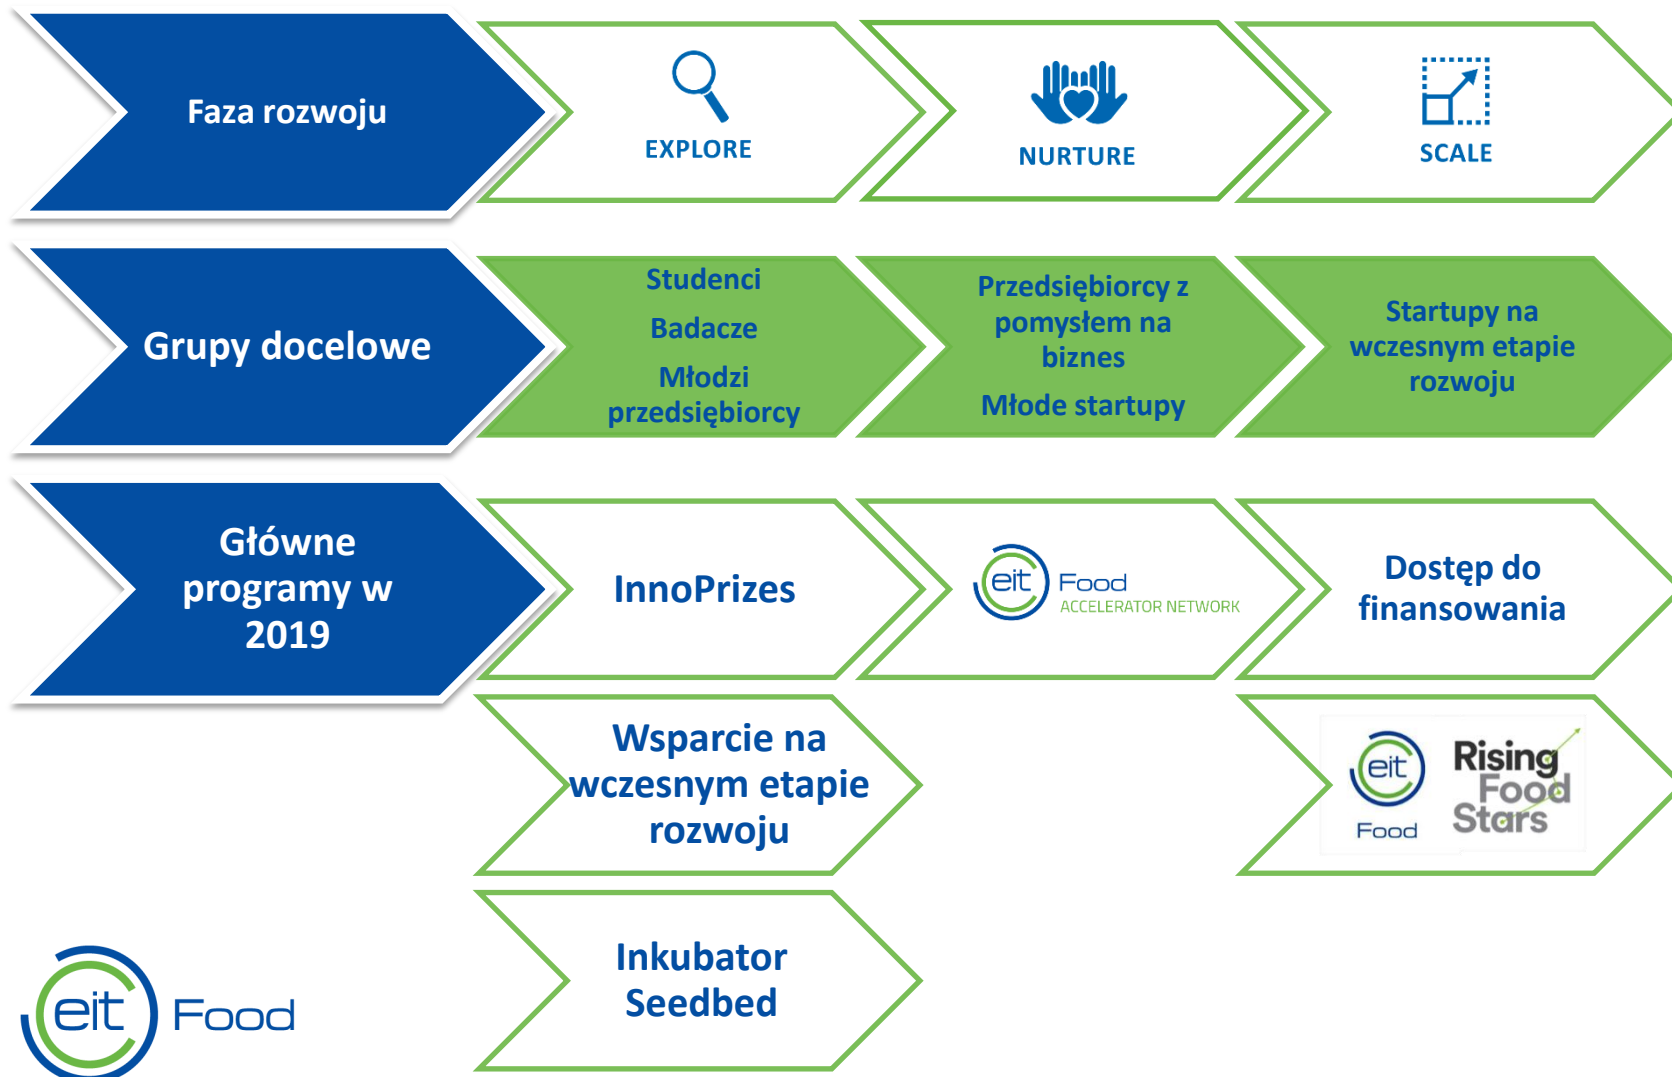 Faza rozwoju
EXPLORE
NURTURE
SCALE
Grupy docelowe
Studenci
Badacze
Młodzi
przedsiębiorcy
Przedsiębiorcy z
pomysłem na
biznes
Młode startupy
Startupy na
wczesnym etapie
rozwoju
Główne
programy w
2019
InnoPrizes
eit Food
ACCELERATOR NETWORK
Dostęp do
finansowania
Wsparcie na
wczesnym etapie
rozwoju
eit
Food
Rising
Food
Stars
Inkubator
Seedbed
eit Food